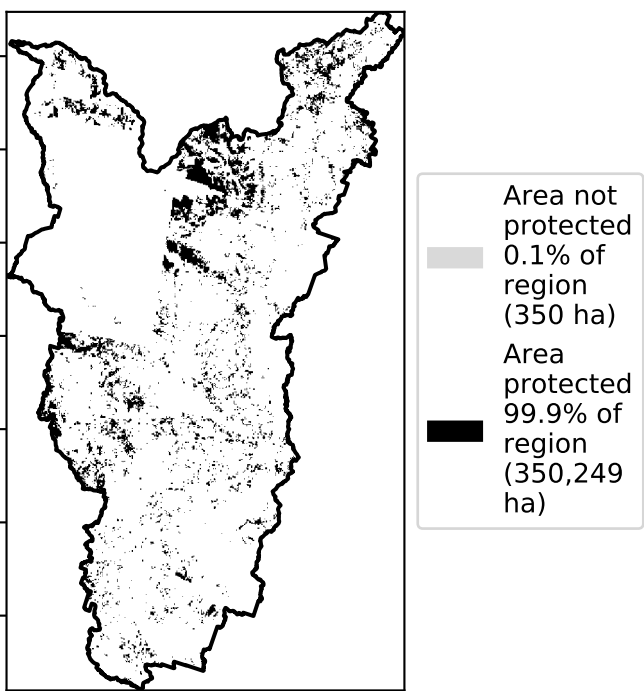 Area not
protected
0.1% of
region
(350 ha)
Area
protected
99.9% of
region
(350,249
ha)